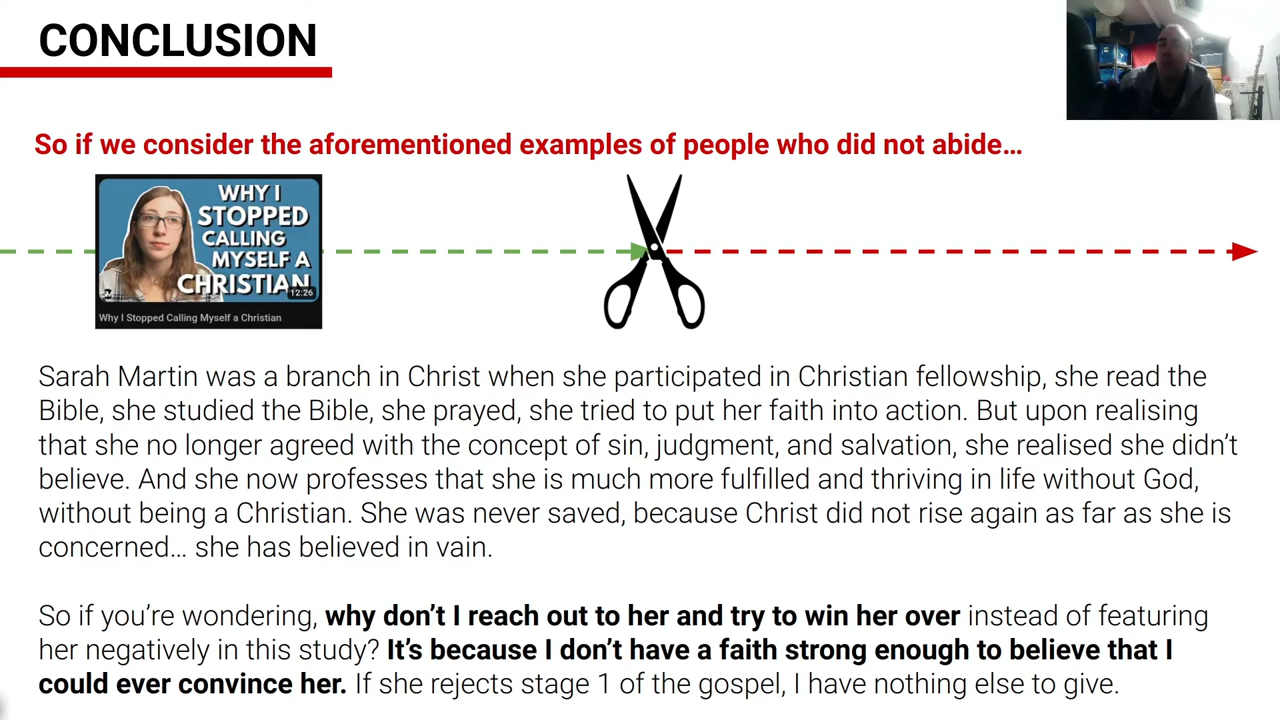 CONCLUSION
So if we consider the aforementioned examples of people who did not abide…
WHY I
STOPPED
CALLING
MYSELF A
CHRISTIAN
12:26
Why I Stopped Calling Myself a Christian
Sarah Martin was a branch in Christ when she participated in Christian fellowship, she read the
Bible, she studied the Bible, she prayed, she tried to put her faith into action. But upon realising
that she no longer agreed with the concept of sin, judgment, and salvation, she realised she didn’t
believe. And she now professes that she is much more fulfilled and thriving in life without God,
without being a Christian. She was never saved, because Christ did not rise again as far as she is
concerned… she has believed in vain.
So if you’re wondering, why don’t I reach out to her and try to win her over instead of featuring
her negatively in this study? It’s because I don’t have a faith strong enough to believe that I
could ever convince her. If she rejects stage 1 of the gospel, I have nothing else to give.